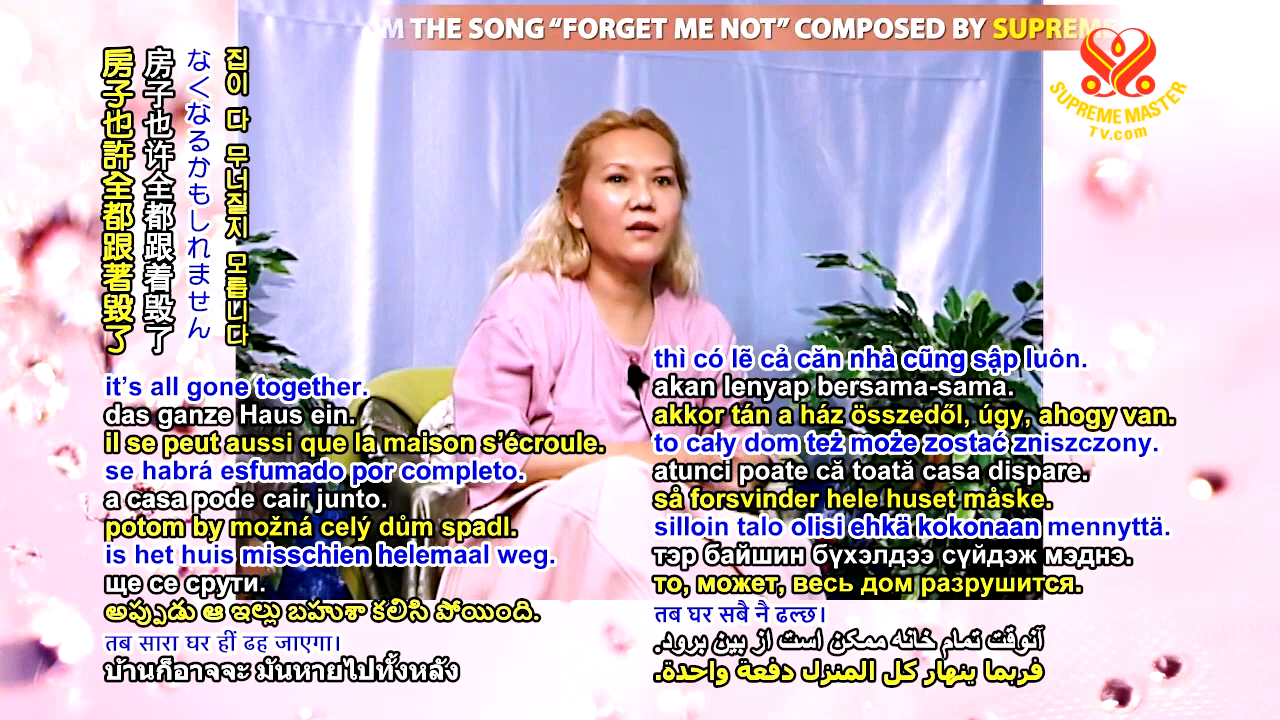 M THE SONG “FORGET ME NOT” COMPOSED BY SUPREME
SUPREME MASTER
TV.com
房子也許全都跟著毀了
房子也许全都跟着毁了
なくなるかもしれません
집이 다 무너질지 모릅니다
it’s all gone together.
das ganze Haus ein.
il se peut aussi que la maison s’écroule.
se habrá esfumado por completo.
a casa pode cair junto.
potom by možná celý dům spadl.
is het huis misschien helemaal weg.
ще се срути.
అప్పుడు ఆ ఇల్లు బహుశా కలిసి పోయింది.
तब सारा घर हीं ढह जाएगा।
บ้านก็อาจจะ มันหายไปทั้งหลัง
thì có lẽ cả căn nhà cũng sập luôn.
akan lenyap bersama-sama.
akkor tán a ház összedől, úgy, ahogy van.
to cały dom też może zostać zniszczony.
atunci poate că toată casa dispare.
så forsvinder hele huset måske.
silloin talo olisi ehkä kokonaan mennyttä.
тэр байшин бүхэлдээ сүйдэж мэднэ.
то, может, весь дом разрушится.
तब घर सबै नै ढल्छ।
آنوقت تمام خانه ممکن است از بین برود.
فربما ينهار كل المنزل دفعة واحدة.